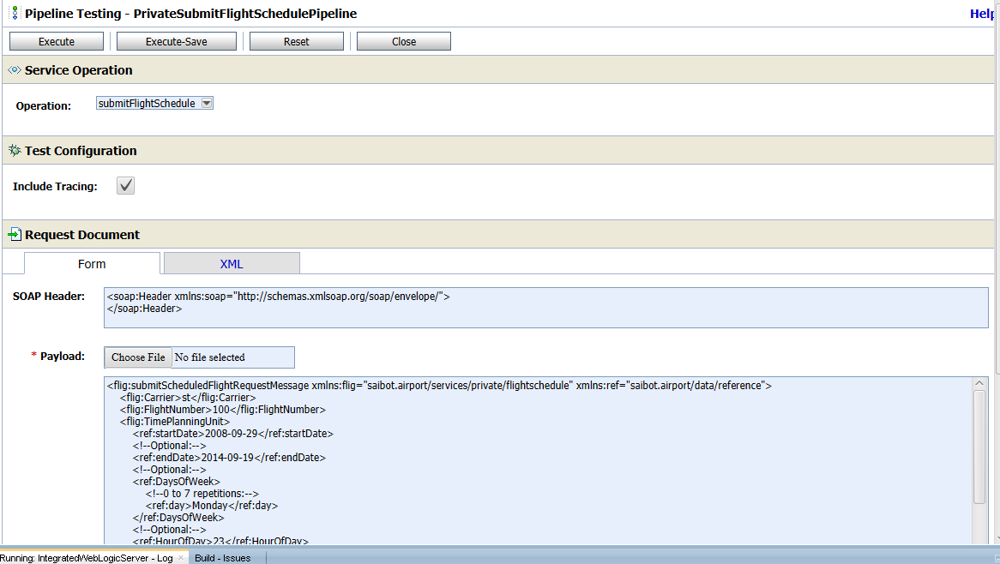 Pipeline Testing - PrivateSubmitFlightSchedulePipeline
Help
Execute
Execute-Save
Reset
Close
Service Operation
Operation:
submitFlightSchedule
Test Configuration
Include Tracing:
Request Document
Form
XML
SOAP Header:
<soap:Header xmlns:soap="http://schemas.xmlsoap.org/soap/envelope/">
</soap:Header>
* Payload:
Choose File No file selected
<flig:submitScheduledFlightRequestMessage xmlns:flig="saibot.airport/services/private/flightschedule" xmlns:ref="saibot.airport/data/reference">
<flig:Carrier>st</flig:Carrier>
<flig:FlightNumber>100</flig:FlightNumber>
<flig:TimePlanningUnit>
<ref:startDate>2008-09-29</ref:startDate>
<!--Optional:-->
<ref:endDate>2014-09-19</ref:endDate>
<!--Optional:-->
<ref:DaysOfWeek>
<!--0 to 7 repetitions:-->
<ref:day>Monday</ref:day>
</ref:DaysOfWeek>
<!--Optional:-->
<ref:HourOfDay>23</ref:HourOfDay>
Running: IntegratedWebLogicServer - Log
Build - Issues